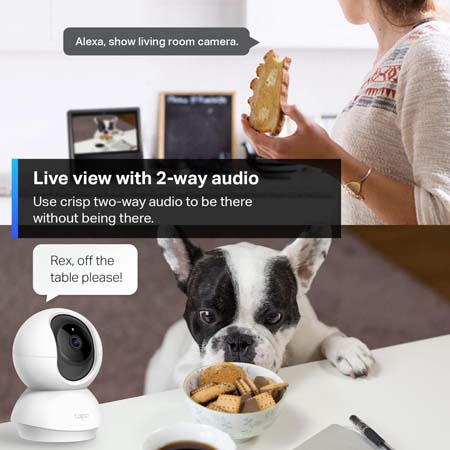 Alexa, show living room camera.
Live view with 2-way audio
Use crisp two-way audio to be there
without being there.
Rex, off the
table please!
tapo